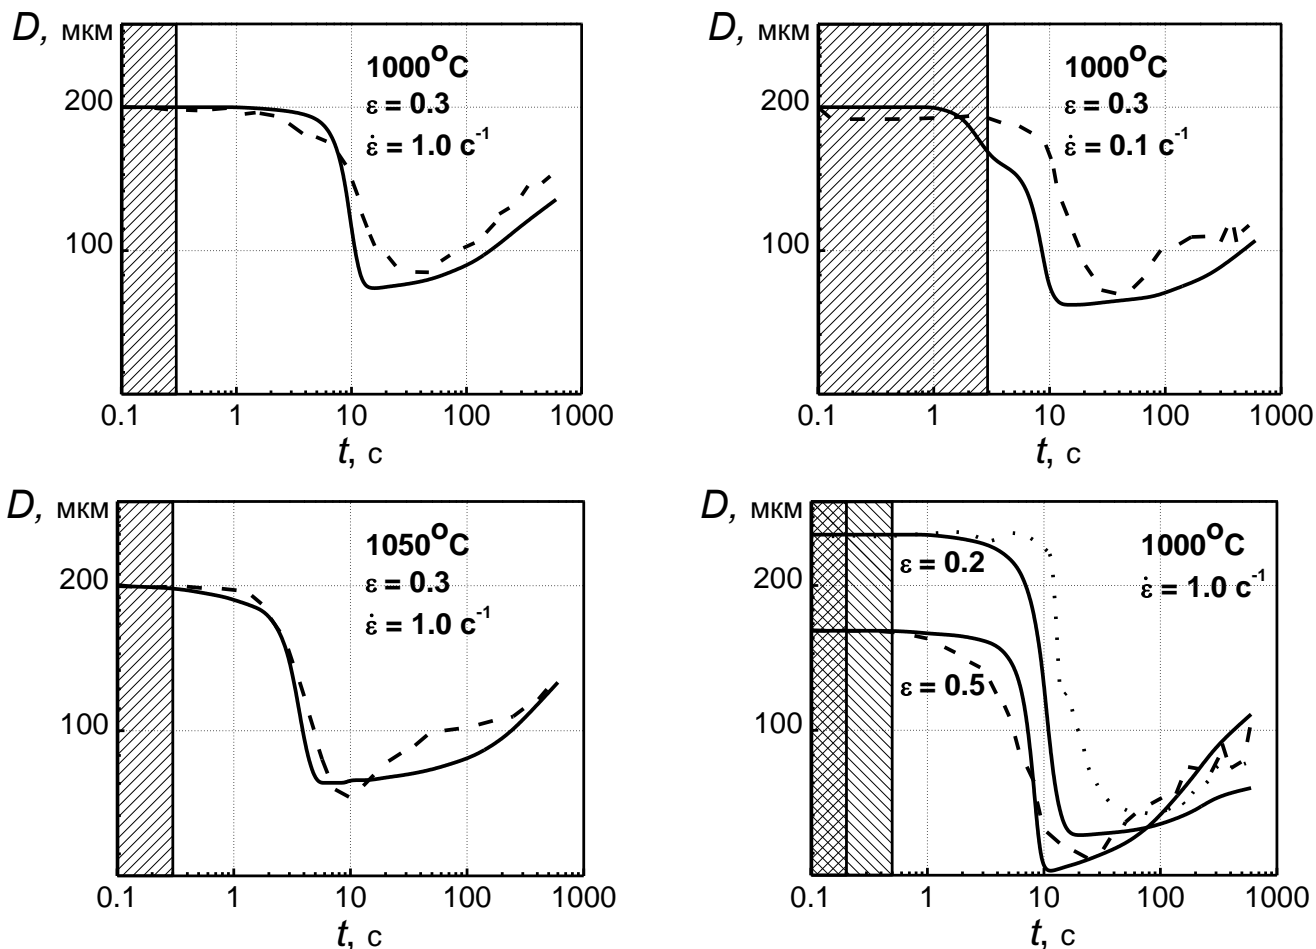 D, мкм
200
100
1000°C
ε = 0.3
ε̇ = 1.0 c⁻¹
0.1 1 10 100 1000
t, c
D, мкм
200
100
1000°C
ε = 0.3
ε̇ = 0.1 c⁻¹
0.1 1 10 100 1000
t, c
D, мкм
200
100
1050°C
ε = 0.3
ε̇ = 1.0 c⁻¹
0.1 1 10 100 1000
t, c
D, мкм
200
100
1000°C
ε̇ = 1.0 c⁻¹
ε = 0.2
ε = 0.5
0.1 1 10 100 1000
t, c